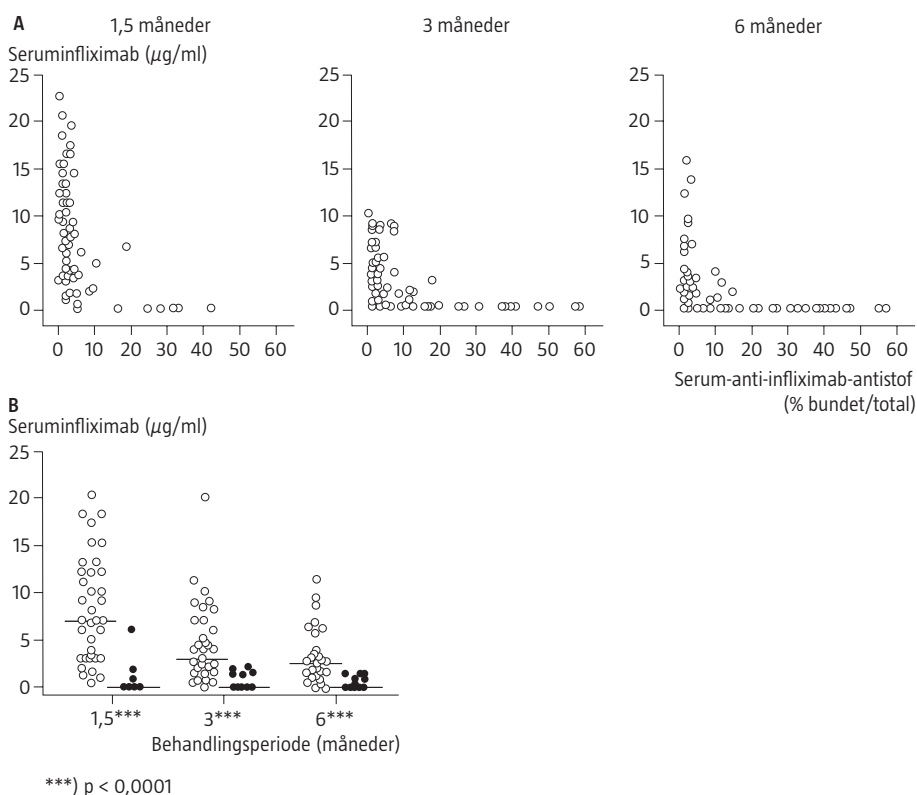 A
1,5 måneder
3 måneder
6 måneder
Seruminfliximab (μg/ml)
25
20
15
10
5
0
0 10 20 30 40 50 60
25
20
15
10
5
0
0 10 20 30 40 50 60
25
20
15
10
5
0
0 10 20 30 40 50 60
Serum-anti-infliximab-antistof
(% bundet/total)
B
Seruminfliximab (μg/ml)
25
20
15
10
5
0
1,5*** 3*** 6***
Behandlingsperiode (måneder)
***) p < 0,0001